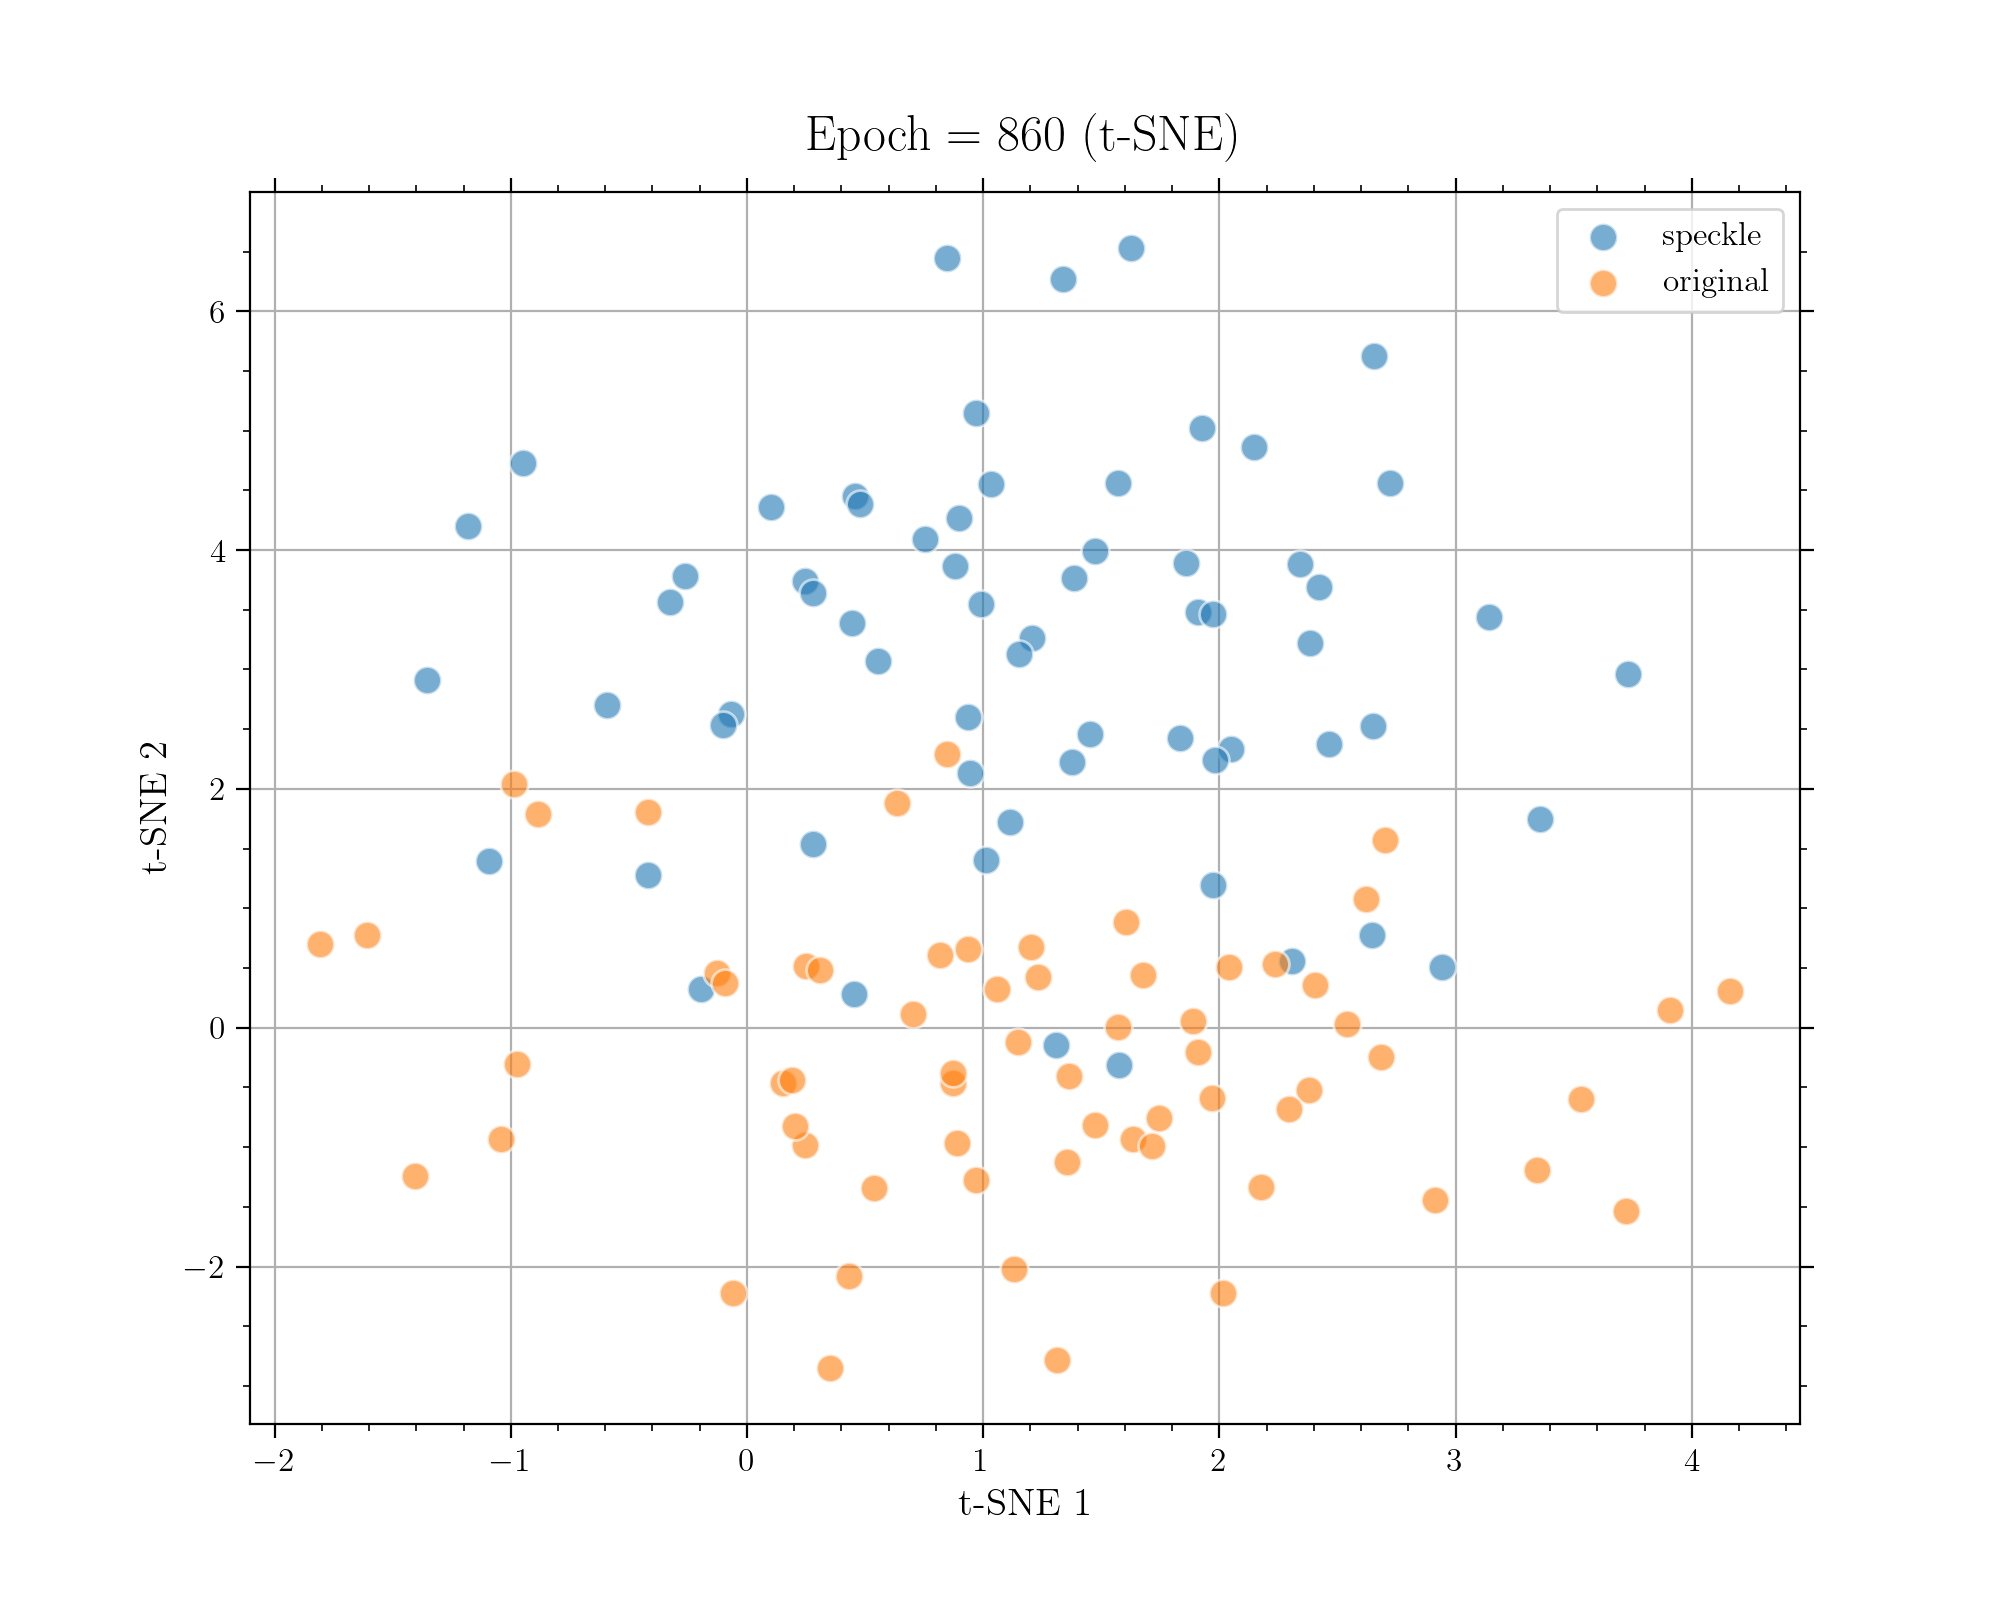 Epoch = 860 (t-SNE)
speckle
original
6
4
2
0
−2
t-SNE 2
−2 −1 0 1 2 3 4
t-SNE 1